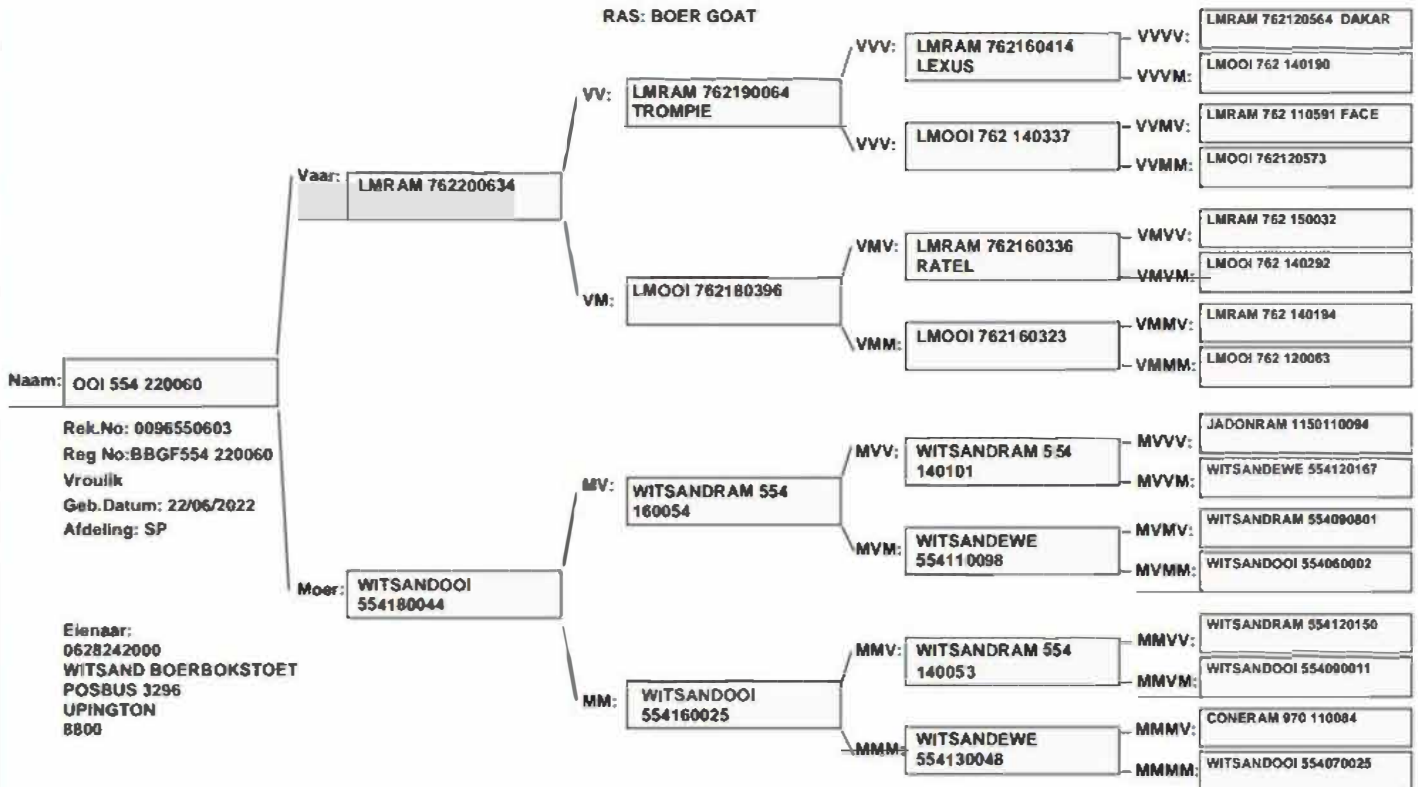 RAS: BOER GOAT
Naam: OOI 554 220060
Rek.No: 0096550603
Reg No:BBGF554 220060
Vroulik
Geb.Datum: 22/06/2022
Afdeling: SP
Eienaar:
0628242000
WITSAND BOERBOKSTOET
POSBUS 3296
UPINGTON
8800
Vaar: LMRAM 762200634
Moer: WITSANDOOI
554180044
VV: LMRAM 762190064
TROMPIE
VM: LMOOI 762180396
MV: WITSANDRAM 554
160054
MM: WITSANDOOI
554160025
VVV: LMRAM 762160414
LEXUS
VVV: LMOOI 762 140337
VMV: LMRAM 762160336
RATEL
VMM: LMOOI 762160323
MVV: WITSANDRAM 554
140101
MVM: WITSANDEWE
554110098
MMV: WITSANDRAM 554
140053
MMM: WITSANDEWE
554130048
VVVV: LMRAM 762120564 DAKAR
VVVM: LMOOI 762 140190
VVMV: LMRAM 762 110591 FACE
VVMM: LMOOI 762120573
VMVV: LMRAM 762 150032
VMVM: LMOOI 762 140292
VMMV: LMRAM 762 140194
VMMM: LMOOI 762 120063
MVVV: JADONRAM 1150110094
MVVM: WITSANDEWE 554120167
MVMV: WITSANDRAM 554090801
MVMM: WITSANDOOI 554060002
MMVV: WITSANDRAM 554120150
MMVM: WITSANDOOI 554090011
MMMV: CONERAM 970 110084
MMMM: WITSANDOOI 554070025